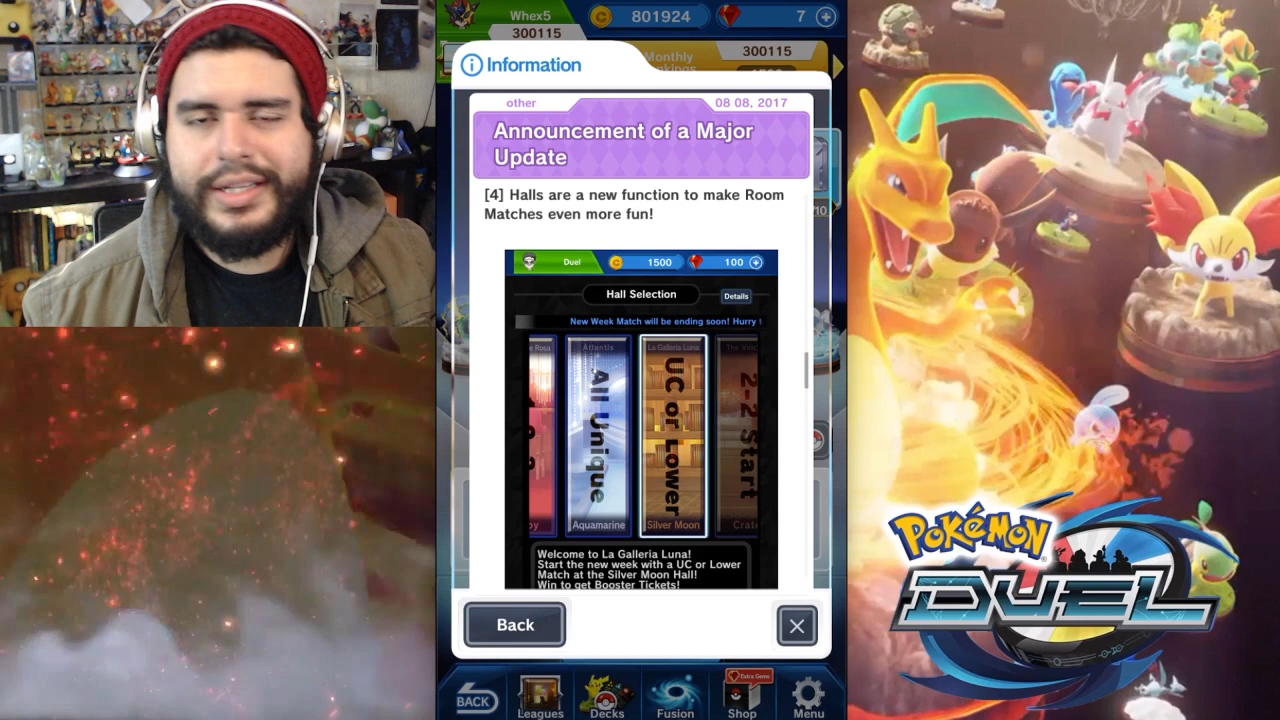 Whex5
801924
7
300115
Monthly
300115
Information
other
08 08, 2017
Announcement of a Major
Update
[4] Halls are a new function to make Room
Matches even more fun!
Duel
1500
100
Hall Selection
Details
New Week Match will be ending soon! Hurry
Atlantis
La Galleria Luna
All Unique
UC or Lower
2-2 Start
Aquamarine
Silver Moon
Welcome to La Galleria Luna!
Start the new week with a UC or Lower
Match at the Silver Moon Hall!
Win to get Booster Tickets!
/10
Back
Extra Gems
BACK
Leagues
Decks
Fusion
Shop
Menu
POKéMON
DUEL